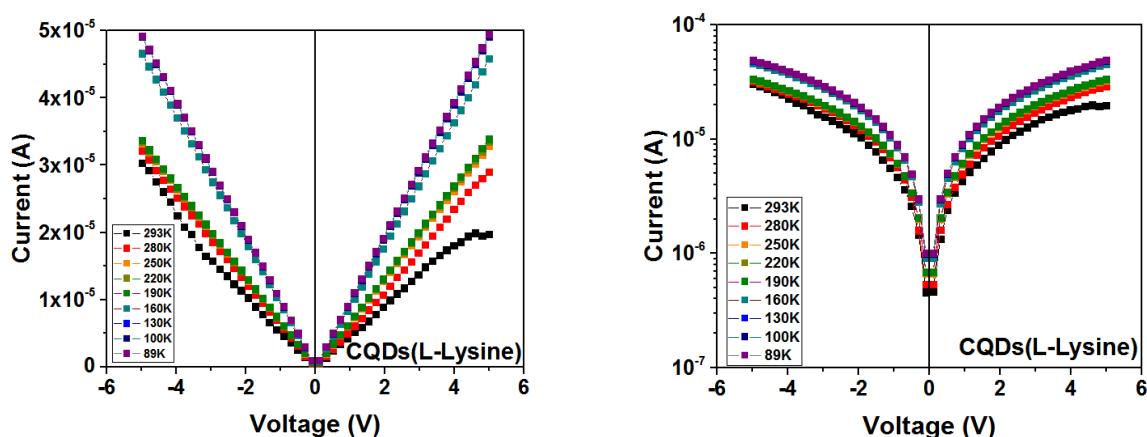 5x10⁻⁵
4x10⁻⁵
3x10⁻⁵
2x10⁻⁵
1x10⁻⁵
0
Current (A)
293K
280K
250K
220K
190K
160K
130K
100K
89K
CQDs(L-Lysine)
-6 -4 -2 0 2 4 6
Voltage (V)
10⁻⁴
10⁻⁵
10⁻⁶
10⁻⁷
Current (A)
293K
280K
250K
220K
190K
160K
130K
100K
89K
CQDs(L-Lysine)
-6 -4 -2 0 2 4 6
Voltage (V)